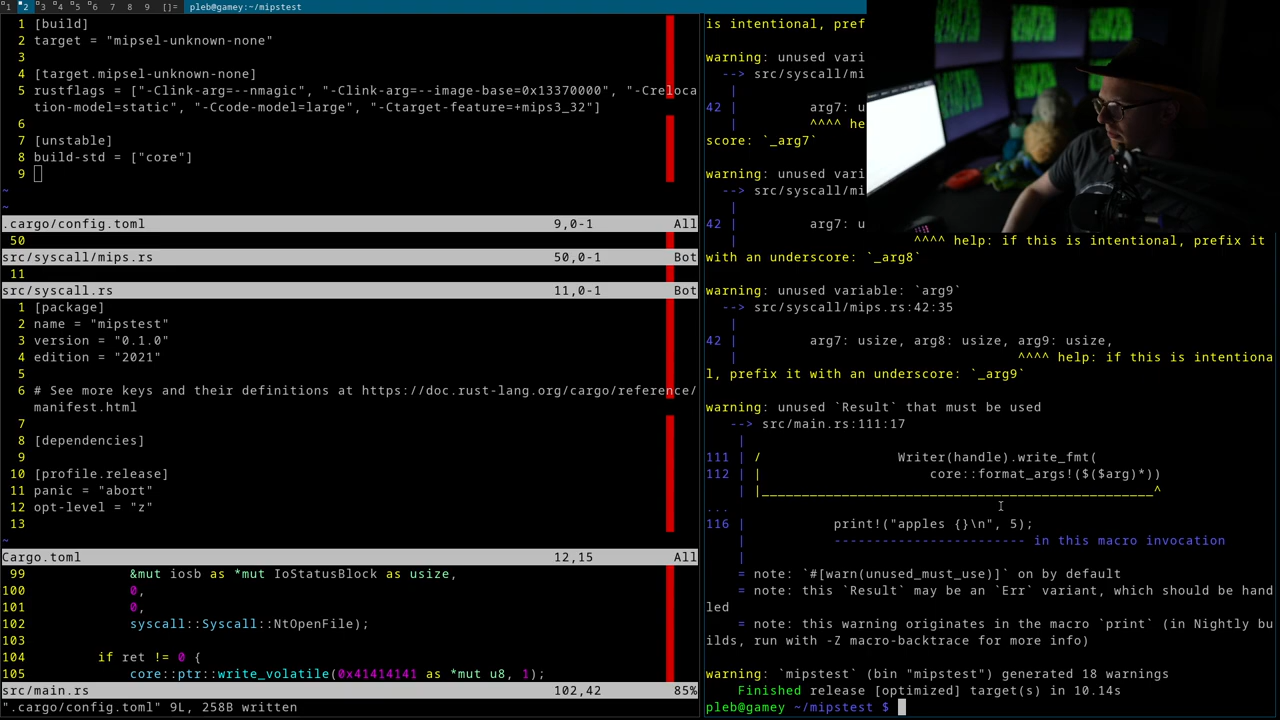 1 2 3 4 5 6 7 8 9 []= pleb@gamey:~/mipstest
1 [build]
2 target = "mipsel-unknown-none"
3
4 [target.mipsel-unknown-none]
5 rustflags = ["-Clink-arg=--nmagic", "-Clink-arg=--image-base=0x13370000", "-Creloca
tion-model=static", "-Ccode-model=large", "-Ctarget-feature=+mips3_32"]
6
7 [unstable]
8 build-std = ["core"]
9
~
~
.cargo/config.toml 9,0-1 All
50
src/syscall/mips.rs 50,0-1 Bot
11
src/syscall.rs 11,0-1 Bot
1 [package]
2 name = "mipstest"
3 version = "0.1.0"
4 edition = "2021"
5
6 # See more keys and their definitions at https://doc.rust-lang.org/cargo/reference/
manifest.html
7
8 [dependencies]
9
10 [profile.release]
11 panic = "abort"
12 opt-level = "z"
13
~
Cargo.toml 12,15 All
99 &mut iosb as *mut IoStatusBlock as usize,
100 0,
101 0,
102 syscall::Syscall::NtOpenFile);
103
104 if ret != 0 {
105 core::ptr::write_volatile(0x41414141 as *mut u8, 1);
src/main.rs 102,42 85%
".cargo/config.toml" 9L, 258B written
is intentional, pref
warning: unused vari
--> src/syscall/mi
|
42 | arg7: u
| ^^^^ he
score: `_arg7`
warning: unused vari
--> src/syscall/mi
|
42 | arg7: u
| ^^^^ help: if this is intentional, prefix it
with an underscore: `_arg8`
warning: unused variable: `arg9`
--> src/syscall/mips.rs:42:35
|
42 | arg7: usize, arg8: usize, arg9: usize,
| ^^^^ help: if this is intentiona
l, prefix it with an underscore: `_arg9`
warning: unused `Result` that must be used
--> src/main.rs:111:17
|
111 | / Writer(handle).write_fmt(
112 | | core::format_args!($($arg)*))
| |_________________________________________________^
...
116 | print!("apples {}\n", 5);
| ------------------------ in this macro invocation
|
= note: `#[warn(unused_must_use)]` on by default
= note: this `Result` may be an `Err` variant, which should be hand
led
= note: this warning originates in the macro `print` (in Nightly bu
ilds, run with -Z macro-backtrace for more info)
warning: `mipstest` (bin "mipstest") generated 18 warnings
Finished release [optimized] target(s) in 10.14s
pleb@gamey ~/mipstest $